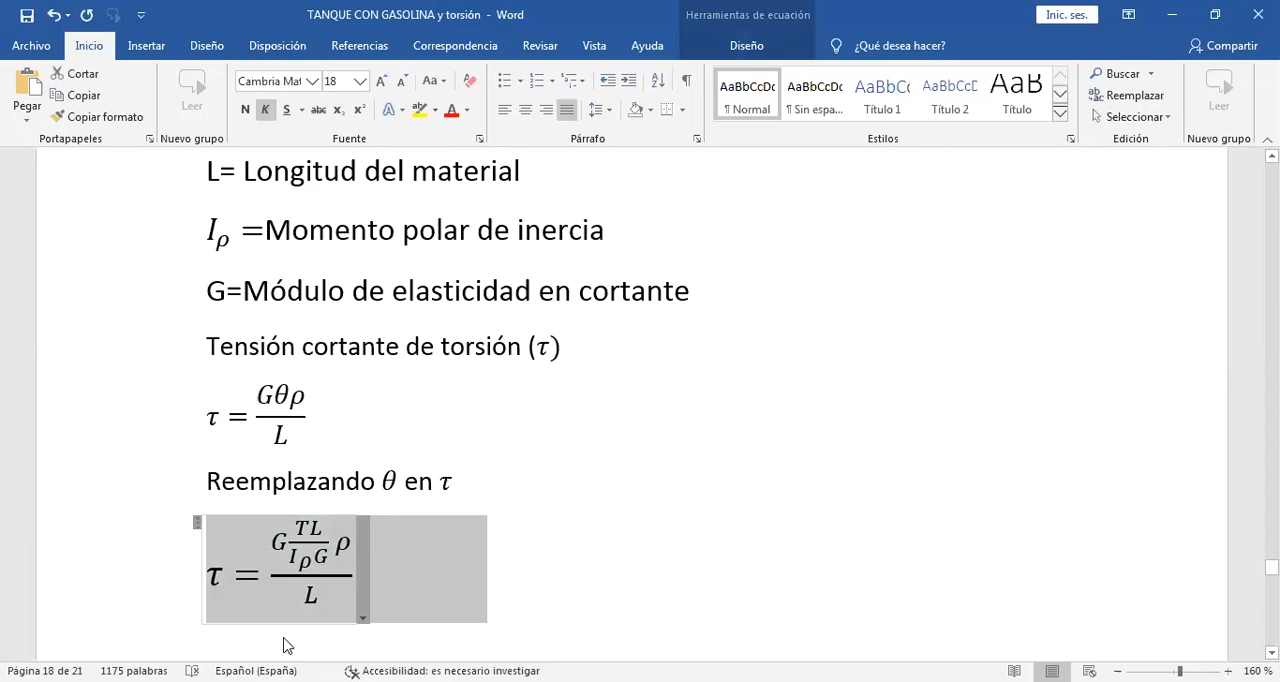 TANQUE CON GASOLINA y torsión - Word
Herramientas de ecuación
Inic. ses.
Archivo Inicio Insertar Diseño Disposición Referencias Correspondencia Revisar Vista Ayuda Diseño ¿Qué desea hacer? Compartir
Pegar
Cortar
Copiar
Copiar formato
Portapapeles
Leer
Nuevo grupo
Cambria Mat 18
N K S abc x₂ x²
Fuente
Párrafo
AaBbCcDc AaBbCcDc AaBbCc AaBbCcD AaB
¶ Normal ¶ Sin espa... Título 1 Título 2 Título
Estilos
Buscar
Reemplazar
Seleccionar
Edición
Leer
Nuevo grupo
L= Longitud del material
Iρ =Momento polar de inercia
G=Módulo de elasticidad en cortante
Tensión cortante de torsión (τ)
τ = Gθρ / L
Reemplazando θ en τ
τ = G TL / IρG ρ / L
Página 18 de 21 1175 palabras Español (España) Accesibilidad: es necesario investigar 160 %